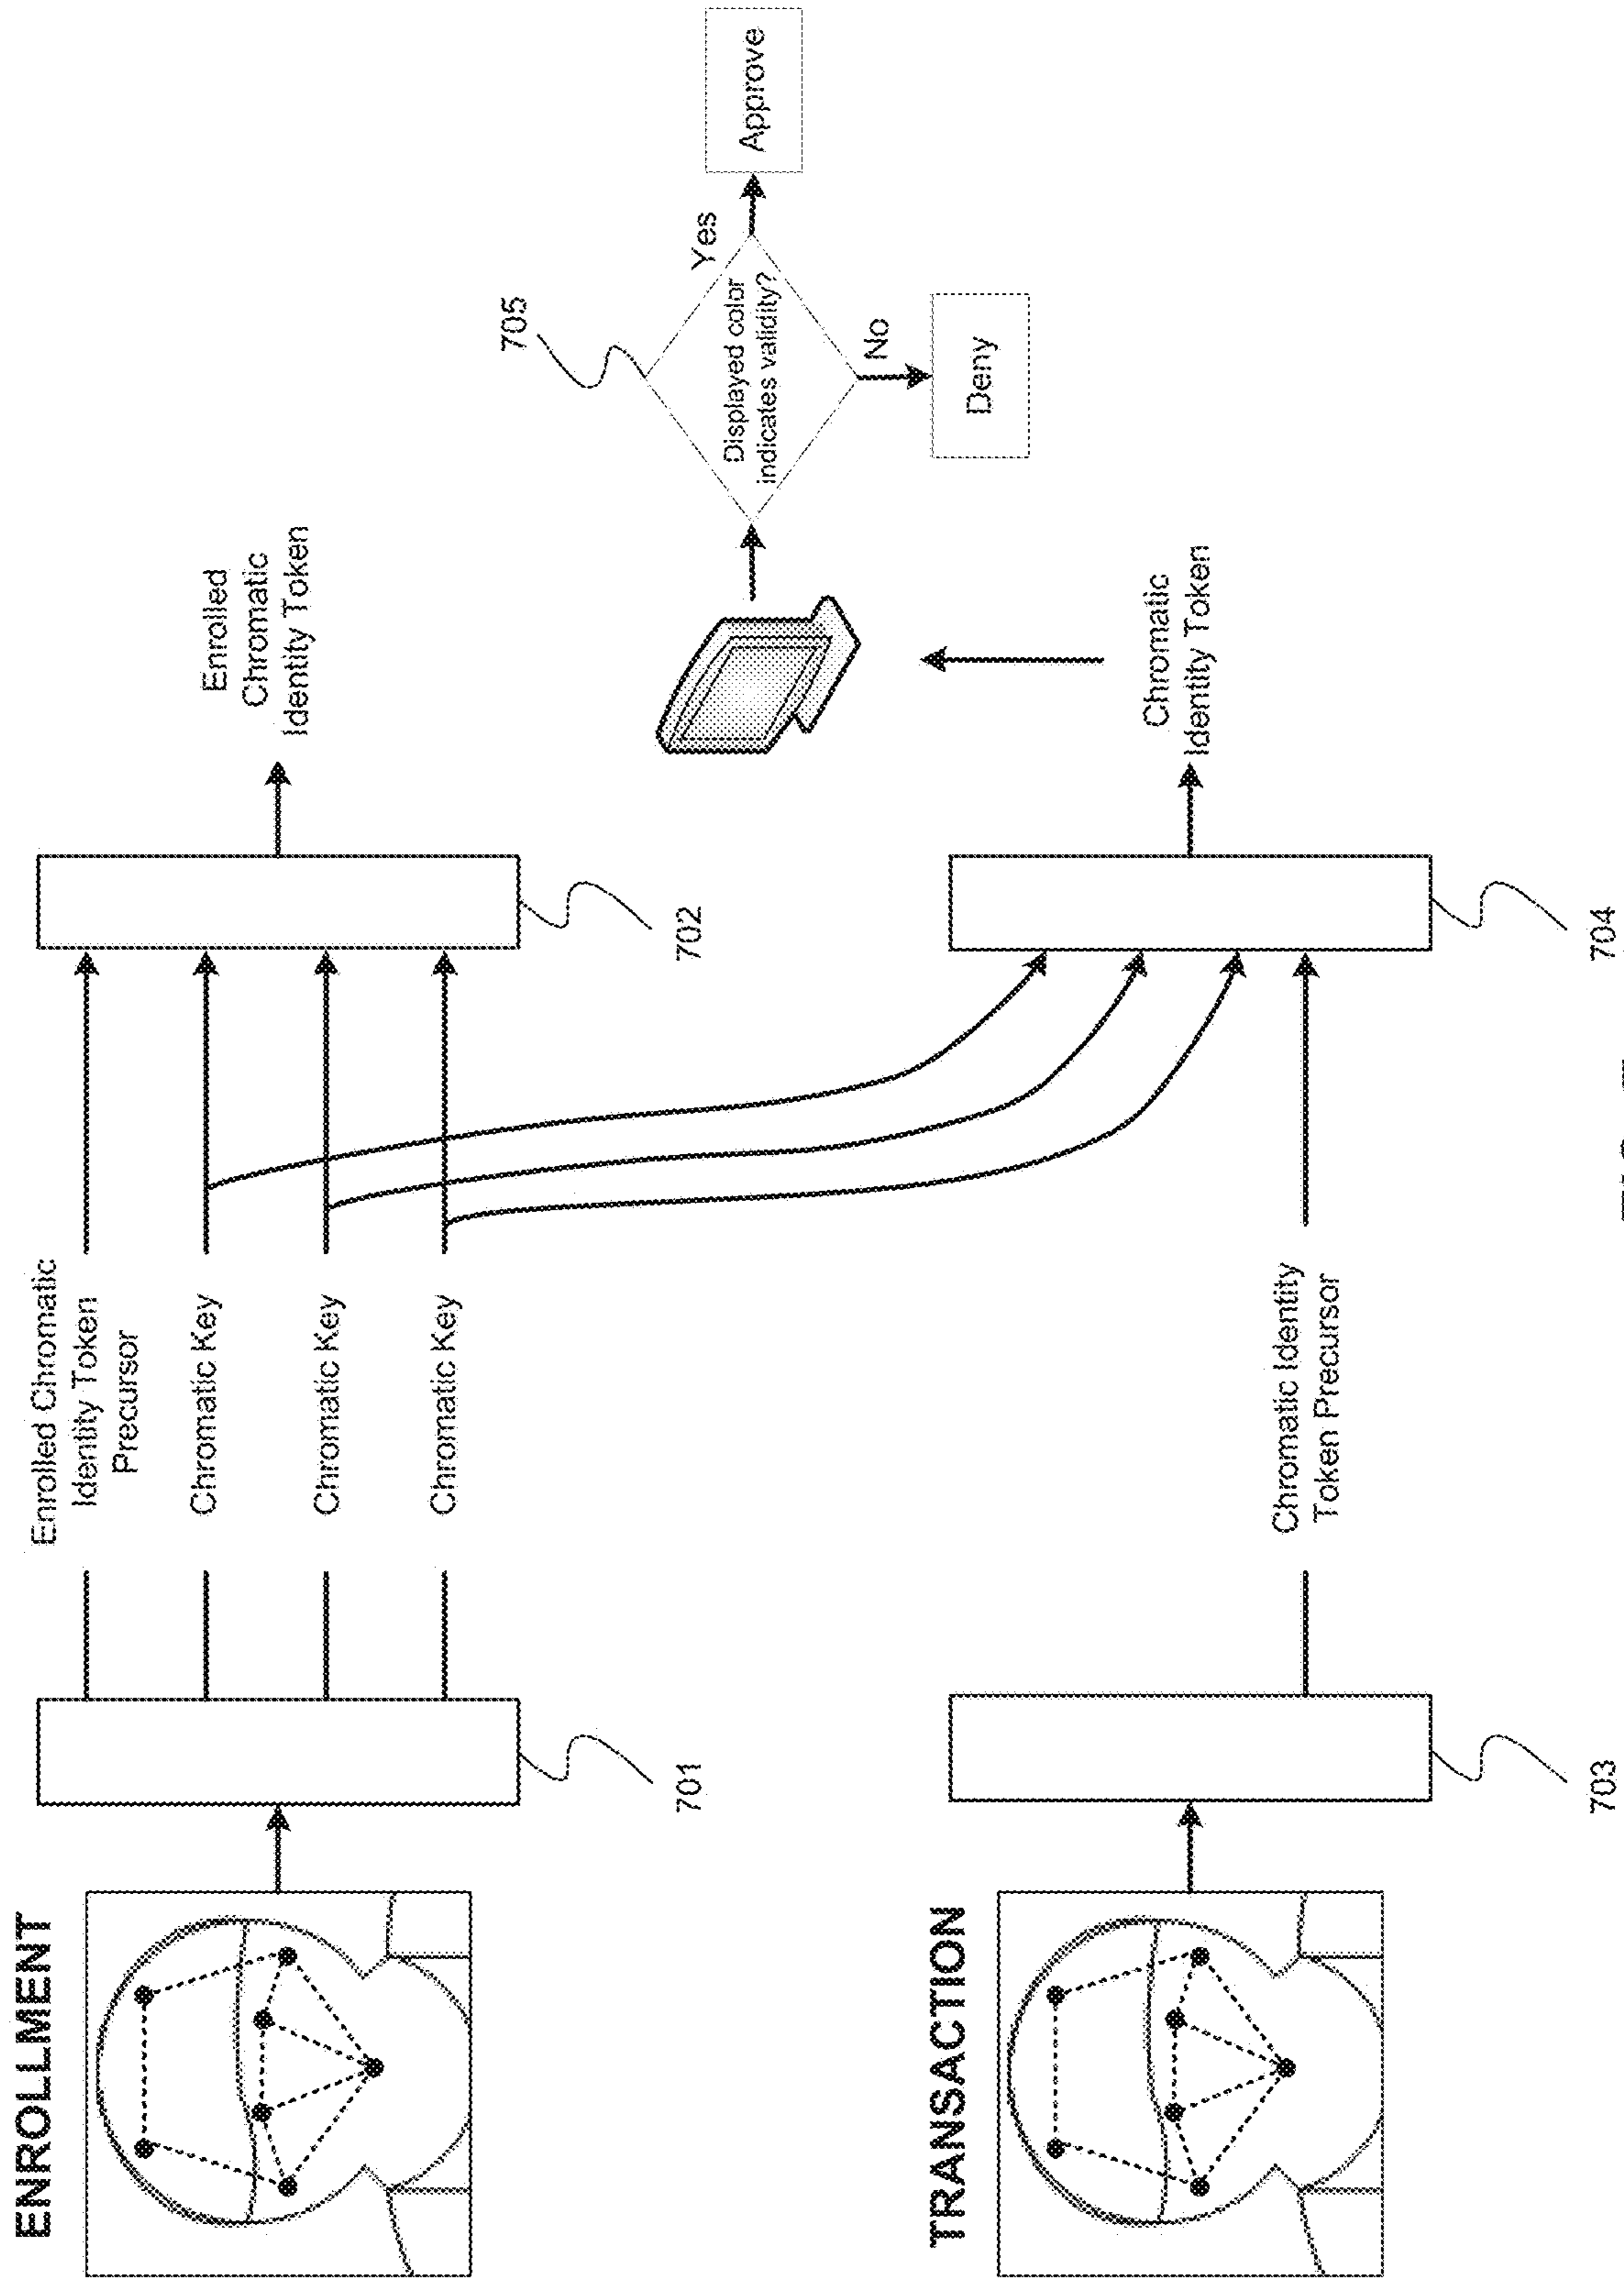 ENROLLMENT
701
Enrolled Chromatic
Identity Token
Precursor
Chromatic Key
Chromatic Key
Chromatic Key
702
Enrolled
Chromatic
Identity Token
TRANSACTION
703
Chromatic Identity
Token Precursor
704
Chromatic
Identity Token
705
Displayed color
indicates validity?
Yes
Approve
No
Deny